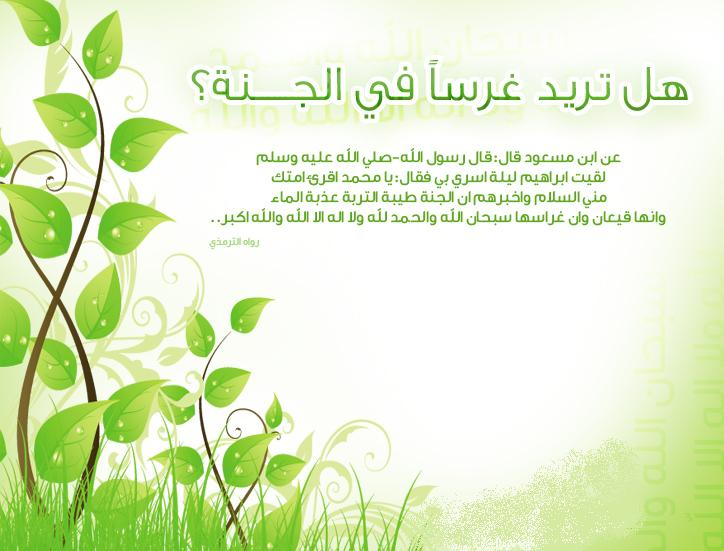 هل تريد غرساً في الجـــنة؟
عن ابن مسعود قال: قال رسول الله-صلي الله عليه وسلم
لقيت ابراهيم ليلة اسري بي فقال: يا محمد اقرئ امتك
مني السلام واخبرهم ان الجنة طيبة التربة عذبة الماء
وانها قيعان وان غراسها سبحان الله والحمد لله ولا اله الا الله والله اكبر..
رواه الترمذي